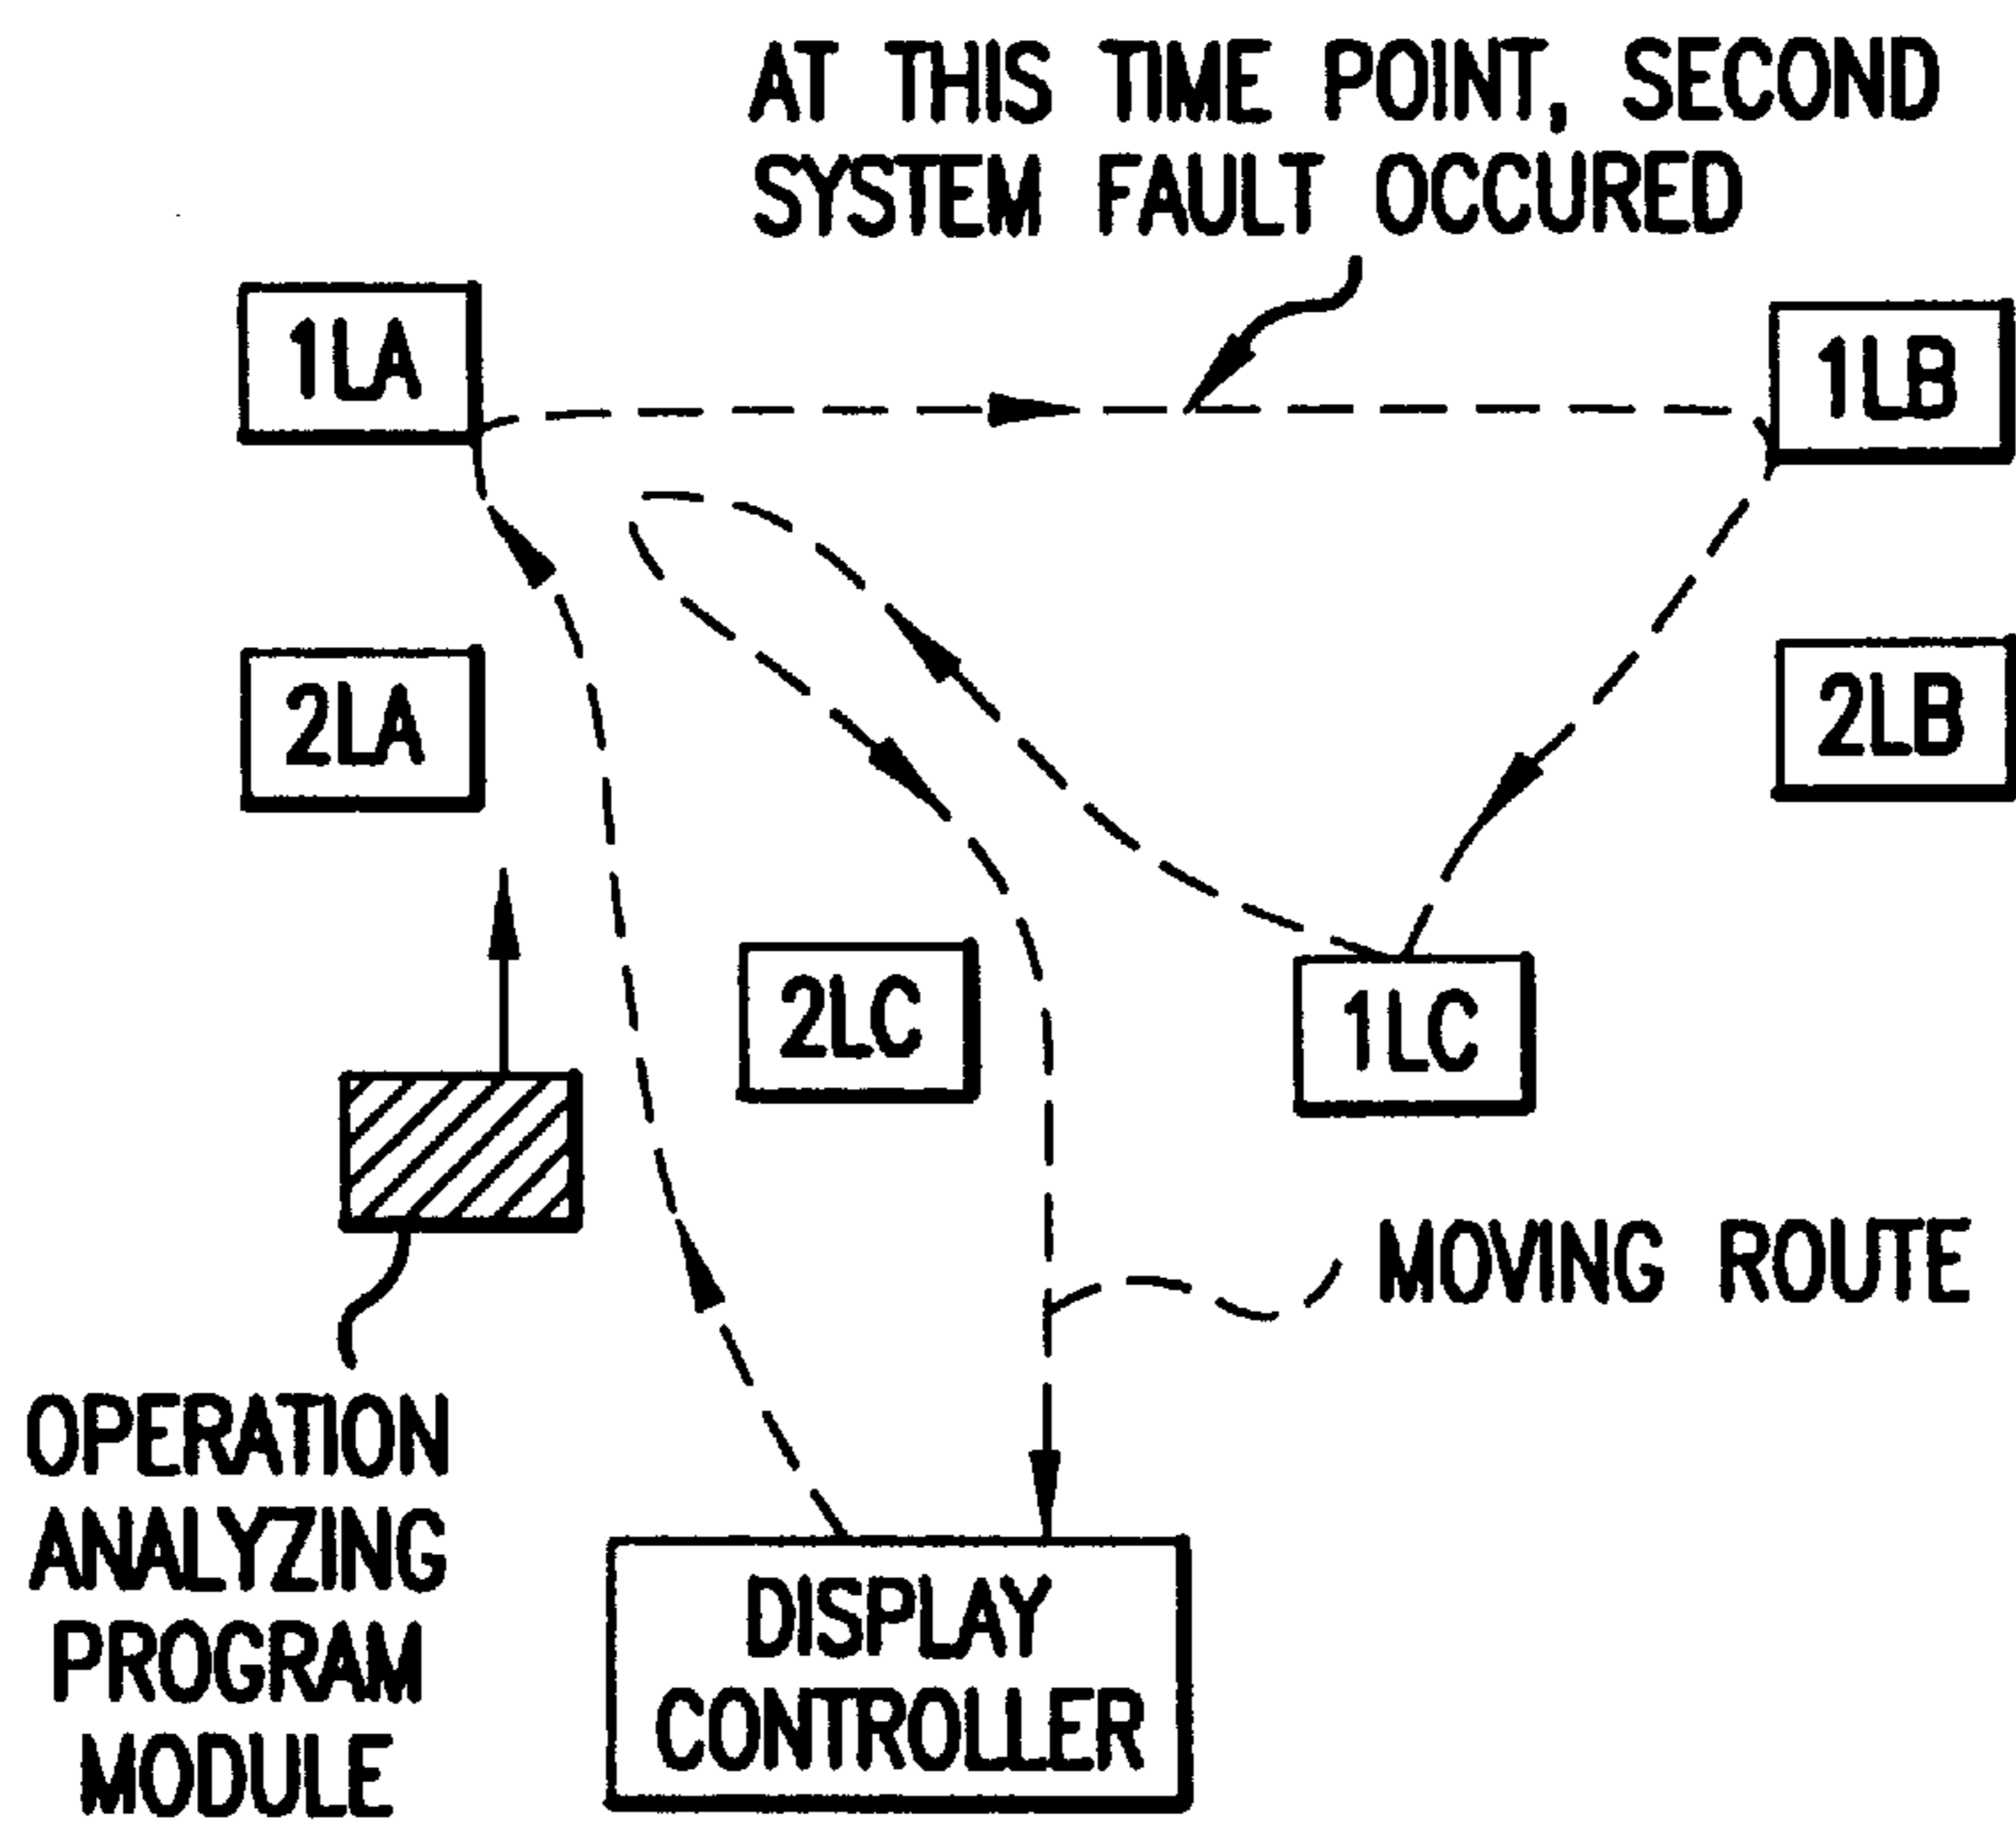 AT THIS TIME POINT, SECOND
SYSTEM FAULT OCCURED
1LA
1LB
2LA
2LB
2LC
1LC
MOVING ROUTE
OPERATION
ANALYZING
PROGRAM
MODULE
DISPLAY
CONTROLLER